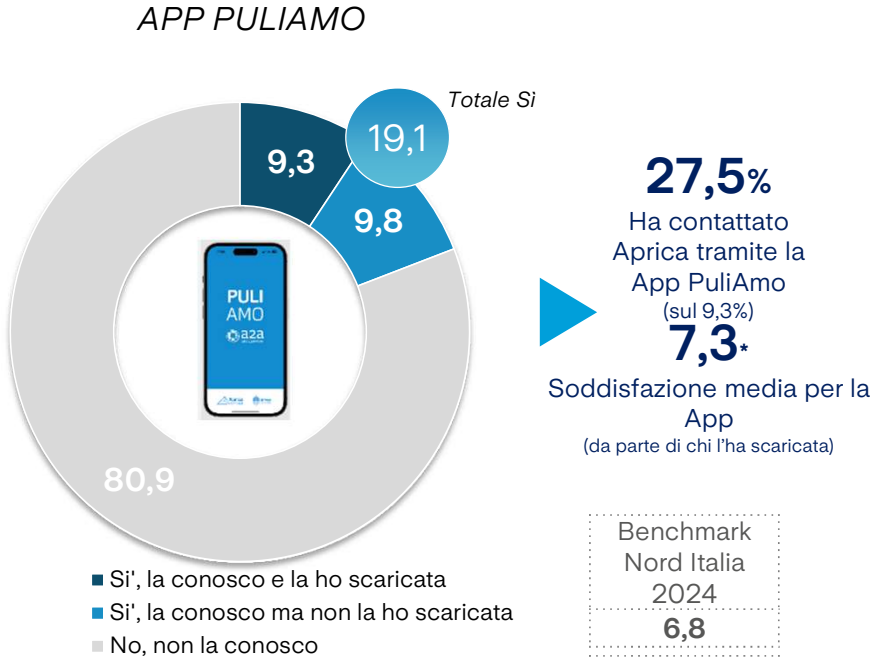 APP PULIAMO
Totale Sì
19,1
9,3
9,8
80,9
PULI
AMO
a2a
27,5%
Ha contattato
Aprica tramite la
App PuliAmo
(sul 9,3%)
7,3*
Soddisfazione media per la
App
(da parte di chi l'ha scaricata)
Benchmark
Nord Italia
2024
6,8
Si', la conosco e la ho scaricata
Si', la conosco ma non la ho scaricata
No, non la conosco